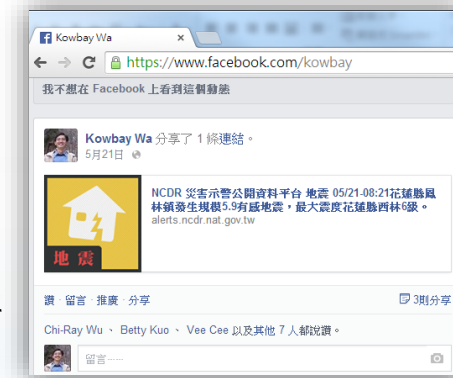 Kowbay Wa
https://www.facebook.com/kowbay
我不想在 Facebook 上看到這個動態
Kowbay Wa 分享了 1 條連結。
5月21日
地震
NCDR 災害示警公開資料平台 地震 05/21-08:21花蓮縣鳳
林鎮發生規模5.9有感地震，最大震度花蓮縣西林6級。
alerts.ncdr.nat.gov.tw
讚 · 留言 · 推廣 · 分享
3則分享
Chi-Ray Wu 、 Betty Kuo 、 Vee Cee 以及其他 7 人都說讚。
留言······